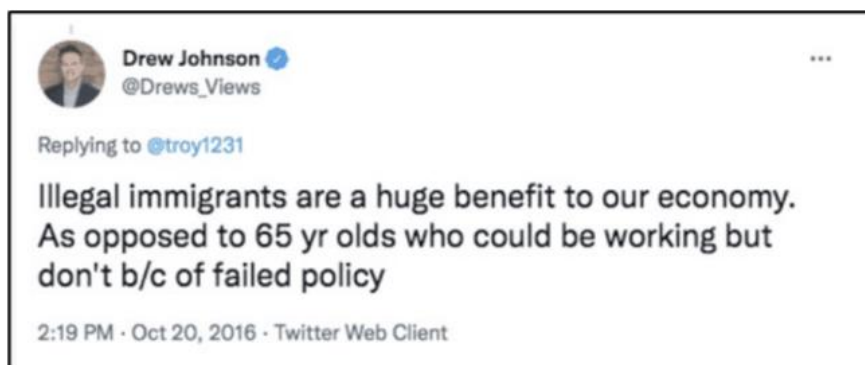 Drew Johnson
@Drews_Views
...
Replying to @troy1231
Illegal immigrants are a huge benefit to our economy.
As opposed to 65 yr olds who could be working but
don't b/c of failed policy
2:19 PM · Oct 20, 2016 · Twitter Web Client